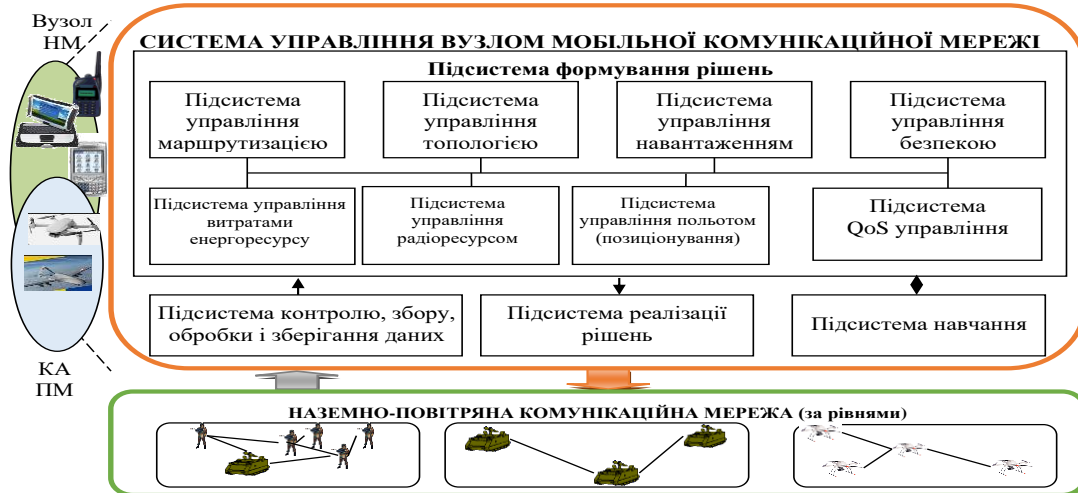 Вузол
НМ
СИСТЕМА УПРАВЛІННЯ ВУЗЛОМ МОБІЛЬНОЇ КОМУНІКАЦІЙНОЇ МЕРЕЖІ
Підсистема формування рішень
Підсистема
управління
маршрутизацією
Підсистема
управління
топологією
Підсистема
управління
навантаженням
Підсистема
управління
безпекою
Підсистема управління
витратами
енергоресурсу
Підсистема
управління
радіоресурсом
Підсистема
управління польотом
(позиціонування)
Підсистема
QoS управління
Підсистема контролю, збору,
обробки і зберігання даних
Підсистема реалізації
рішень
Підсистема навчання
КА
ПМ
НАЗЕМНО-ПОВІТРЯНА КОМУНІКАЦІЙНА МЕРЕЖА (за рівнями)